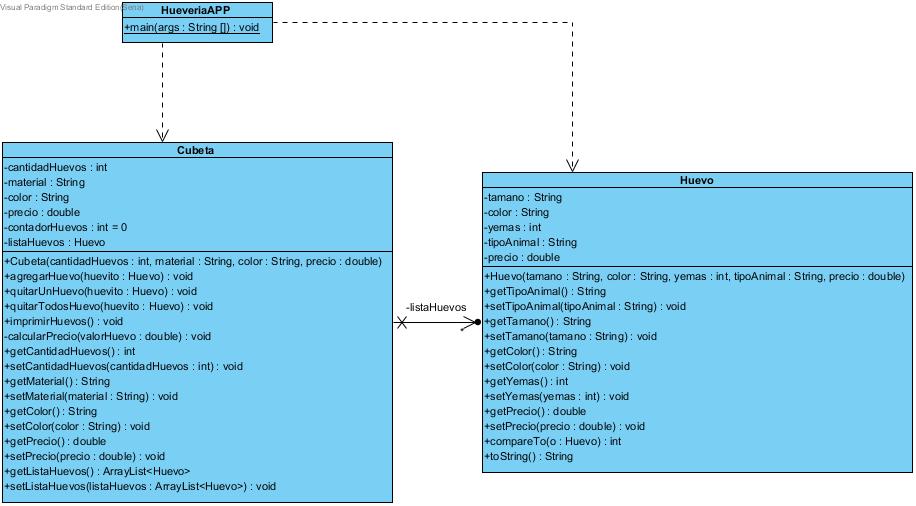 Visual Paradigm Standard Edition(Sena)
HueveriaAPP
+main(args : String []) : void
Cubeta
-cantidadHuevos : int
-material : String
-color : String
-precio : double
-contadorHuevos : int = 0
-listaHuevos : Huevo
+Cubeta(cantidadHuevos : int, material : String, color : String, precio : double)
+agregarHuevo(huevito : Huevo) : void
+quitarUnHuevo(huevito : Huevo) : void
+quitarTodosHuevo(huevito : Huevo) : void
+imprimirHuevos() : void
-calcularPrecio(valorHuevo : double) : void
+getCantidadHuevos() : int
+setCantidadHuevos(cantidadHuevos : int) : void
+getMaterial() : String
+setMaterial(material : String) : void
+getColor() : String
+setColor(color : String) : void
+getPrecio() : double
+setPrecio(precio : double) : void
+getListaHuevos() : ArrayList<Huevo>
+setListaHuevos(listaHuevos : ArrayList<Huevo>) : void
-listaHuevos
*
Huevo
-tamano : String
-color : String
-yemas : int
-tipoAnimal : String
-precio : double
+Huevo(tamano : String, color : String, yemas : int, tipoAnimal : String, precio : double)
+getTipoAnimal() : String
+setTipoAnimal(tipoAnimal : String) : void
+getTamano() : String
+setTamano(tamano : String) : void
+getColor() : String
+setColor(color : String) : void
+getYemas() : int
+setYemas(yemas : int) : void
+getPrecio() : double
+setPrecio(precio : double) : void
+compareTo(o : Huevo) : int
+toString() : String